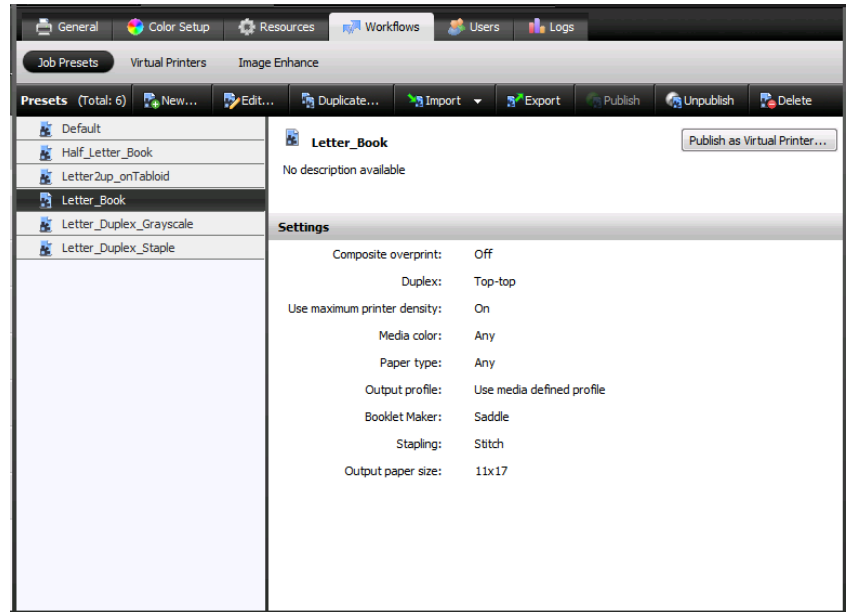 General Color Setup Resources Workflows Users Logs
Job Presets Virtual Printers Image Enhance
Presets (Total: 6) New... Edit... Duplicate... Import Export Publish Unpublish Delete
Default
Half_Letter_Book
Letter2up_onTabloid
Letter_Book
Letter_Duplex_Grayscale
Letter_Duplex_Staple
Letter_Book Publish as Virtual Printer...
No description available
Settings
Composite overprint: Off
Duplex: Top-top
Use maximum printer density: On
Media color: Any
Paper type: Any
Output profile: Use media defined profile
Booklet Maker: Saddle
Stapling: Stitch
Output paper size: 11x17